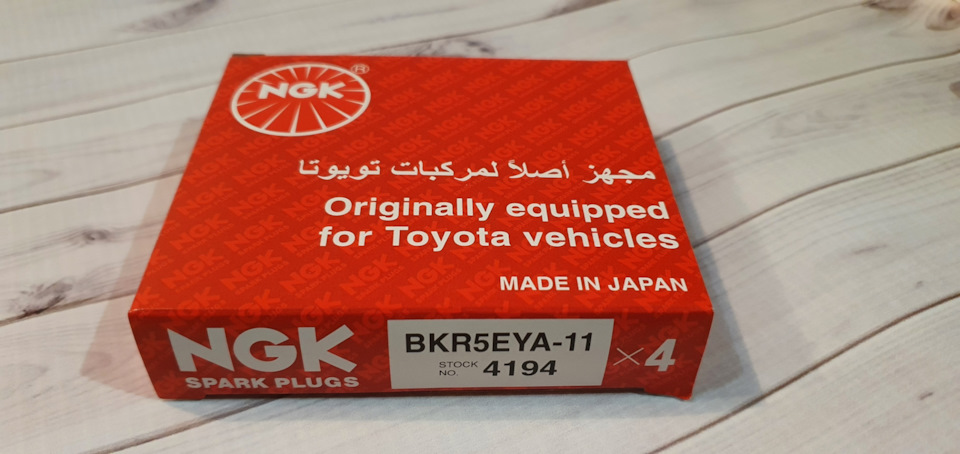 NGK®
مجهز أصلاً لمركبات تويوتا
Originally equipped
for Toyota vehicles
MADE IN JAPAN
NGK
SPARK PLUGS
BKR5EYA-11
STOCK NO. 4194
×4